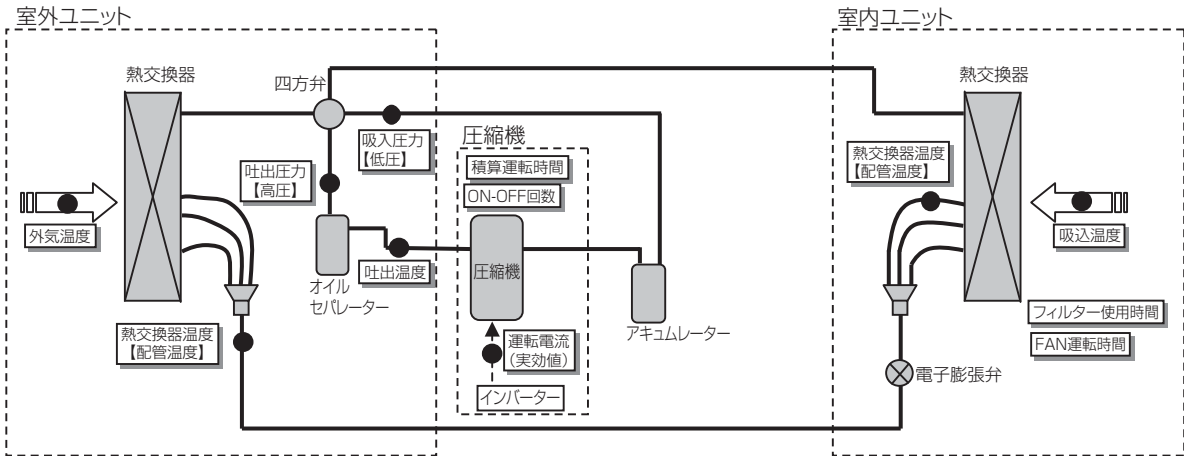 室外ユニット
室内ユニット
熱交換器
四方弁
熱交換器
吸入圧力
【低圧】
圧縮機
積算運転時間
ON-OFF回数
吐出圧力
【高圧】
熱交換器温度
【配管温度】
外気温度
吸込温度
吐出温度
圧縮機
オイル
セパレーター
アキュムレーター
フィルター使用時間
FAN運転時間
熱交換器温度
【配管温度】
運転電流
(実効値)
インバーター
電子膨張弁